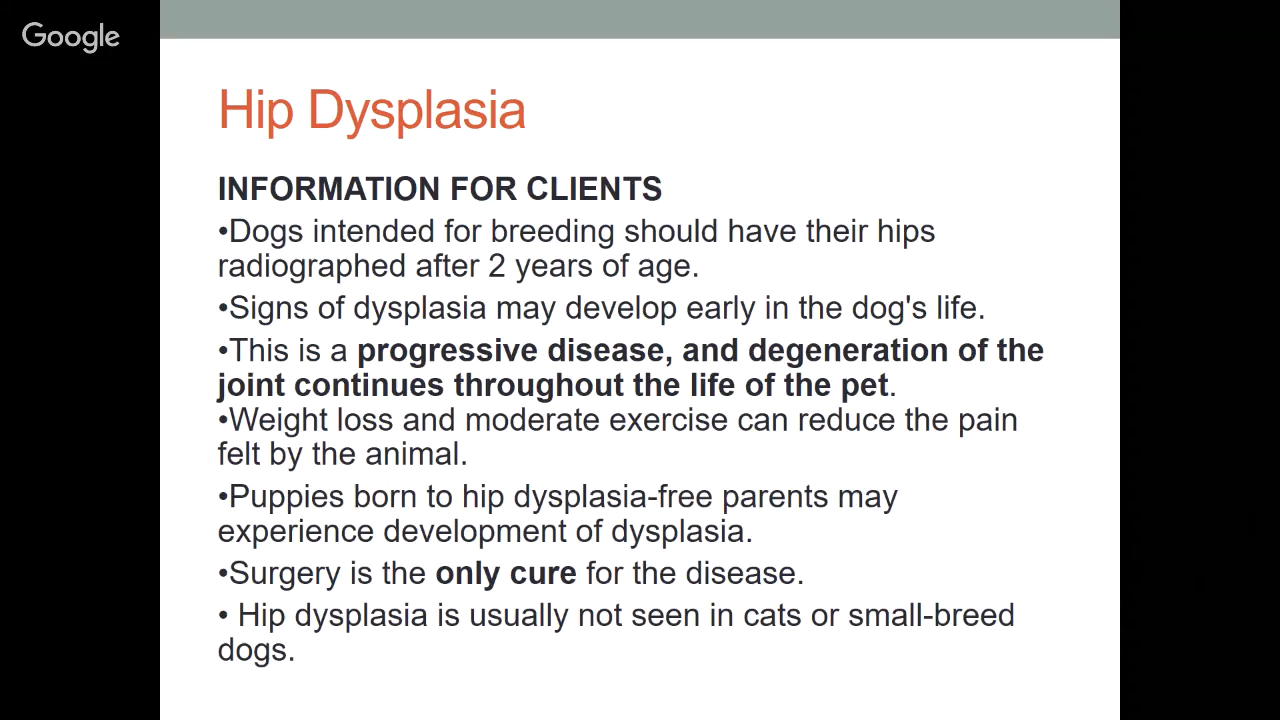 Google
Hip Dysplasia
INFORMATION FOR CLIENTS
•Dogs intended for breeding should have their hips
radiographed after 2 years of age.
•Signs of dysplasia may develop early in the dog's life.
•This is a progressive disease, and degeneration of the
joint continues throughout the life of the pet.
•Weight loss and moderate exercise can reduce the pain
felt by the animal.
•Puppies born to hip dysplasia-free parents may
experience development of dysplasia.
•Surgery is the only cure for the disease.
• Hip dysplasia is usually not seen in cats or small-breed
dogs.